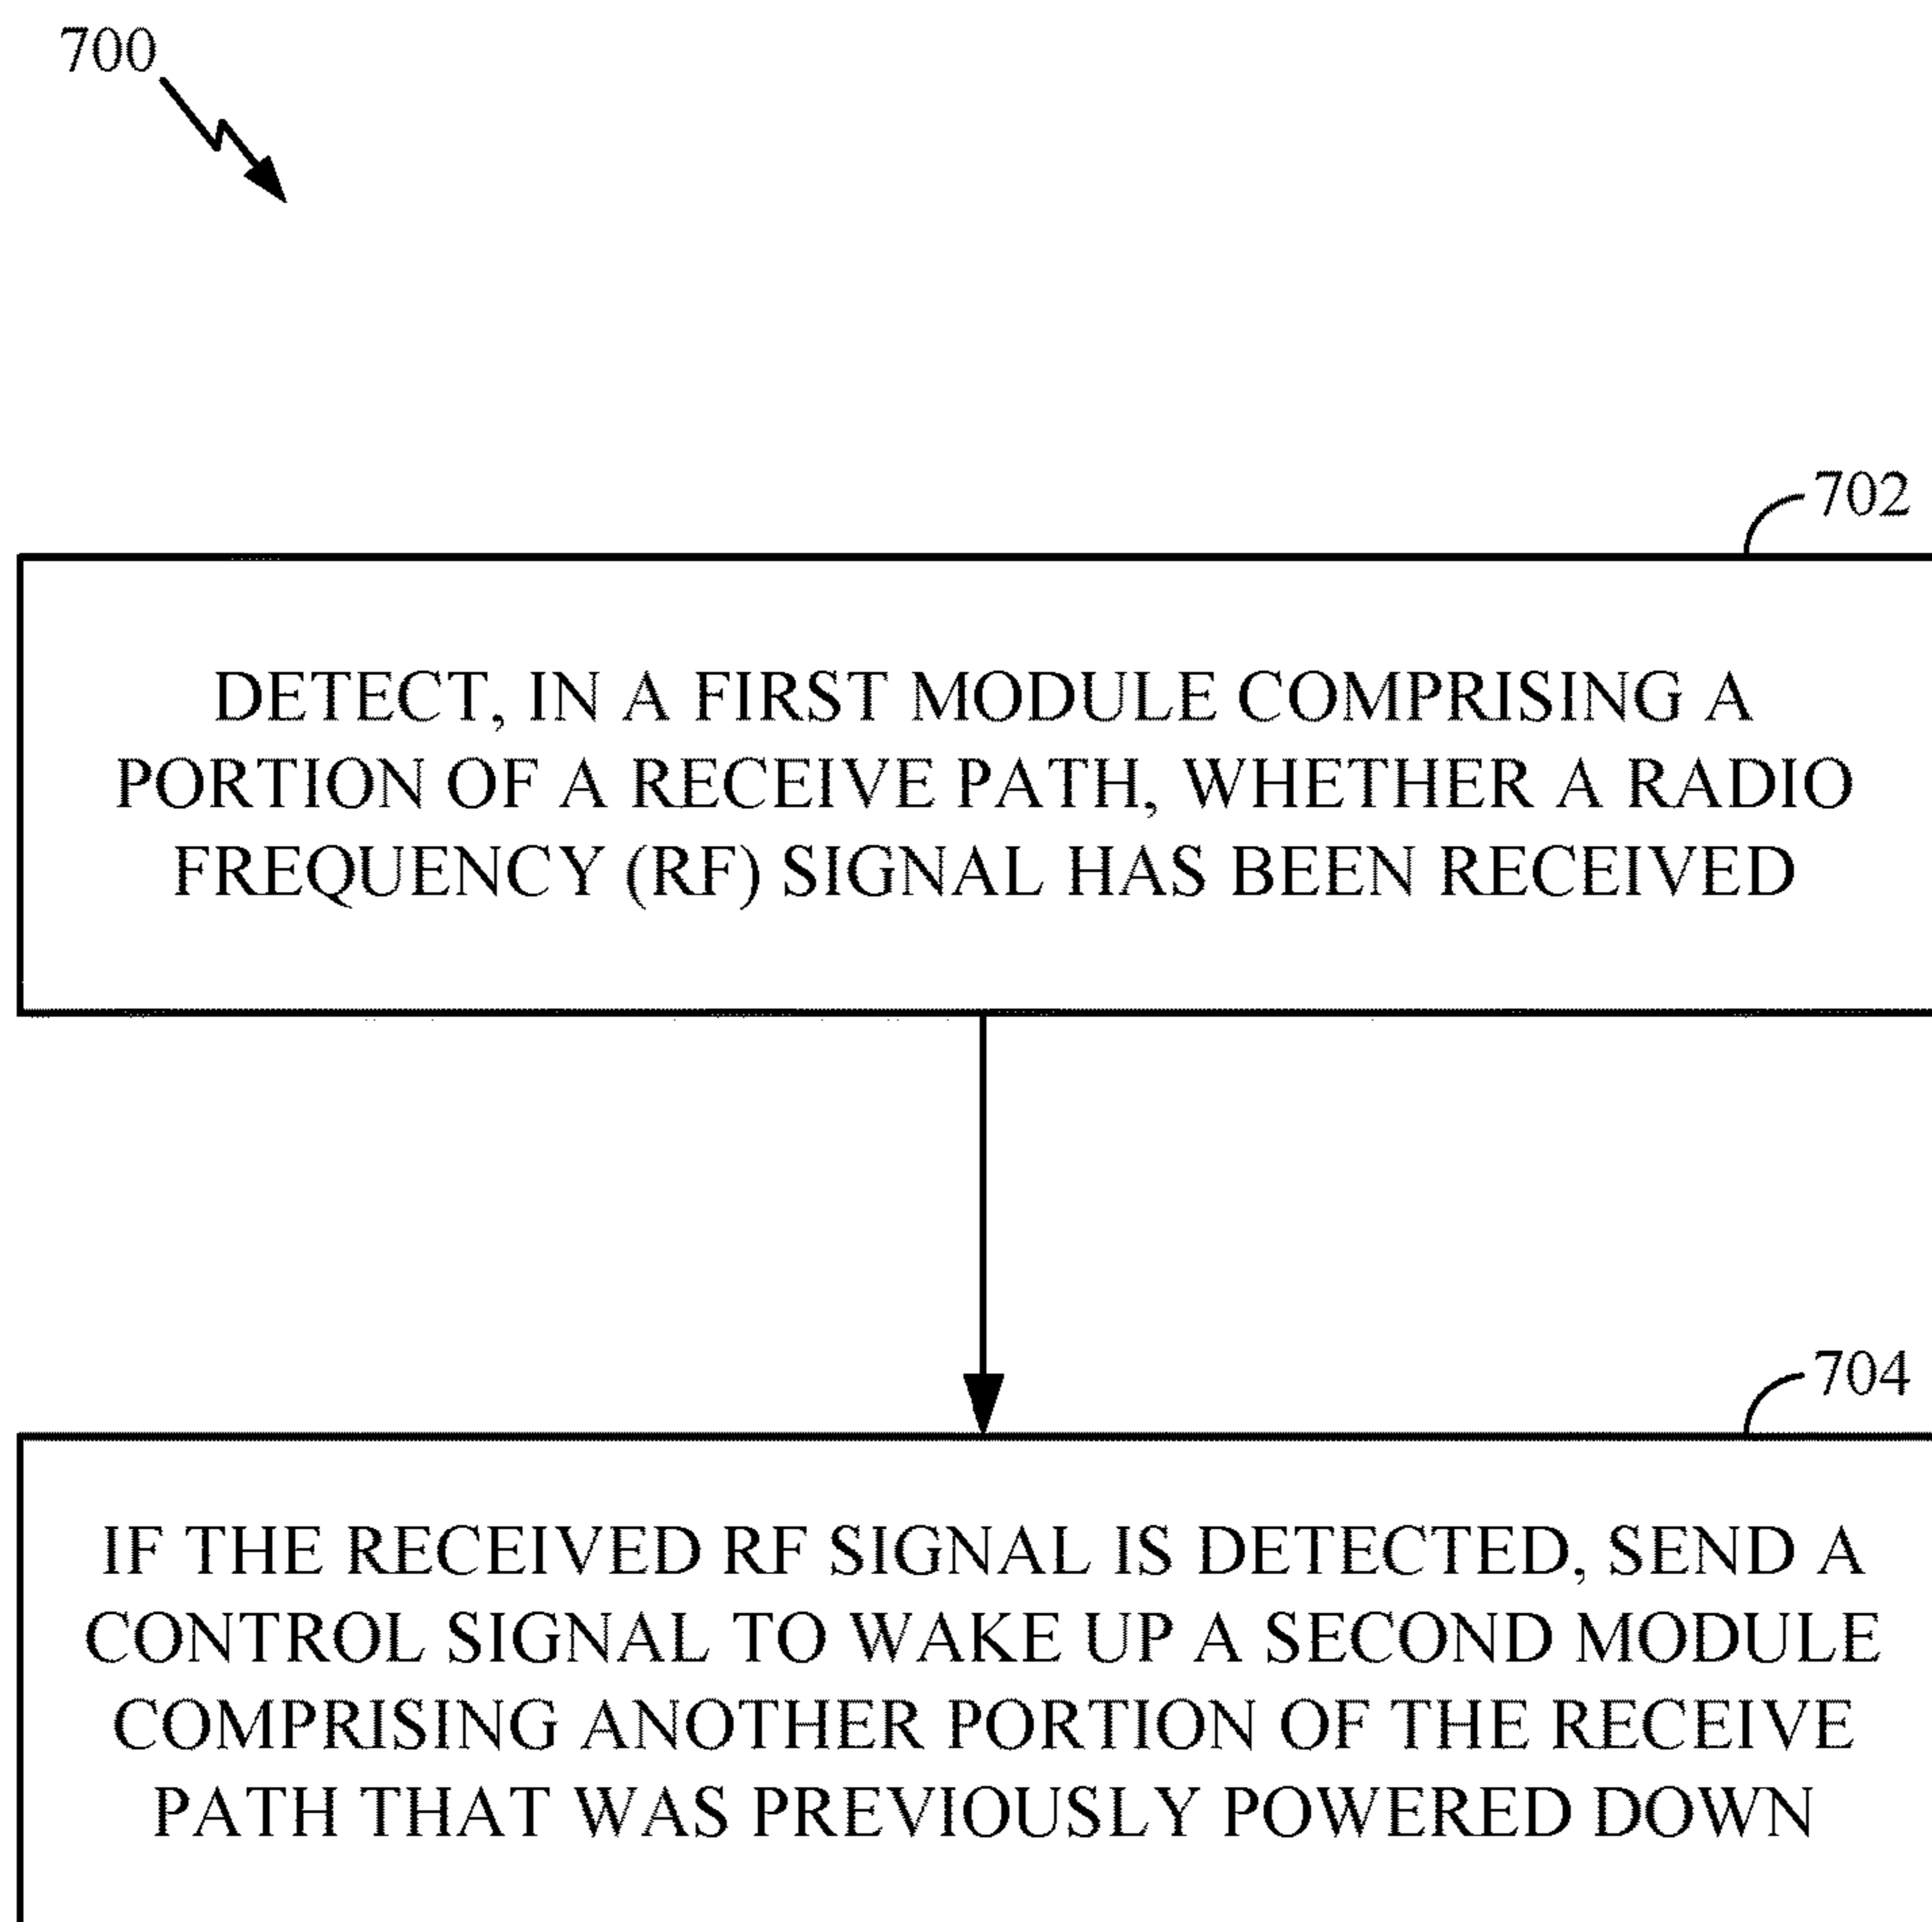 700
702
DETECT, IN A FIRST MODULE COMPRISING A
PORTION OF A RECEIVE PATH, WHETHER A RADIO
FREQUENCY (RF) SIGNAL HAS BEEN RECEIVED
704
IF THE RECEIVED RF SIGNAL IS DETECTED, SEND A
CONTROL SIGNAL TO WAKE UP A SECOND MODULE
COMPRISING ANOTHER PORTION OF THE RECEIVE
PATH THAT WAS PREVIOUSLY POWERED DOWN